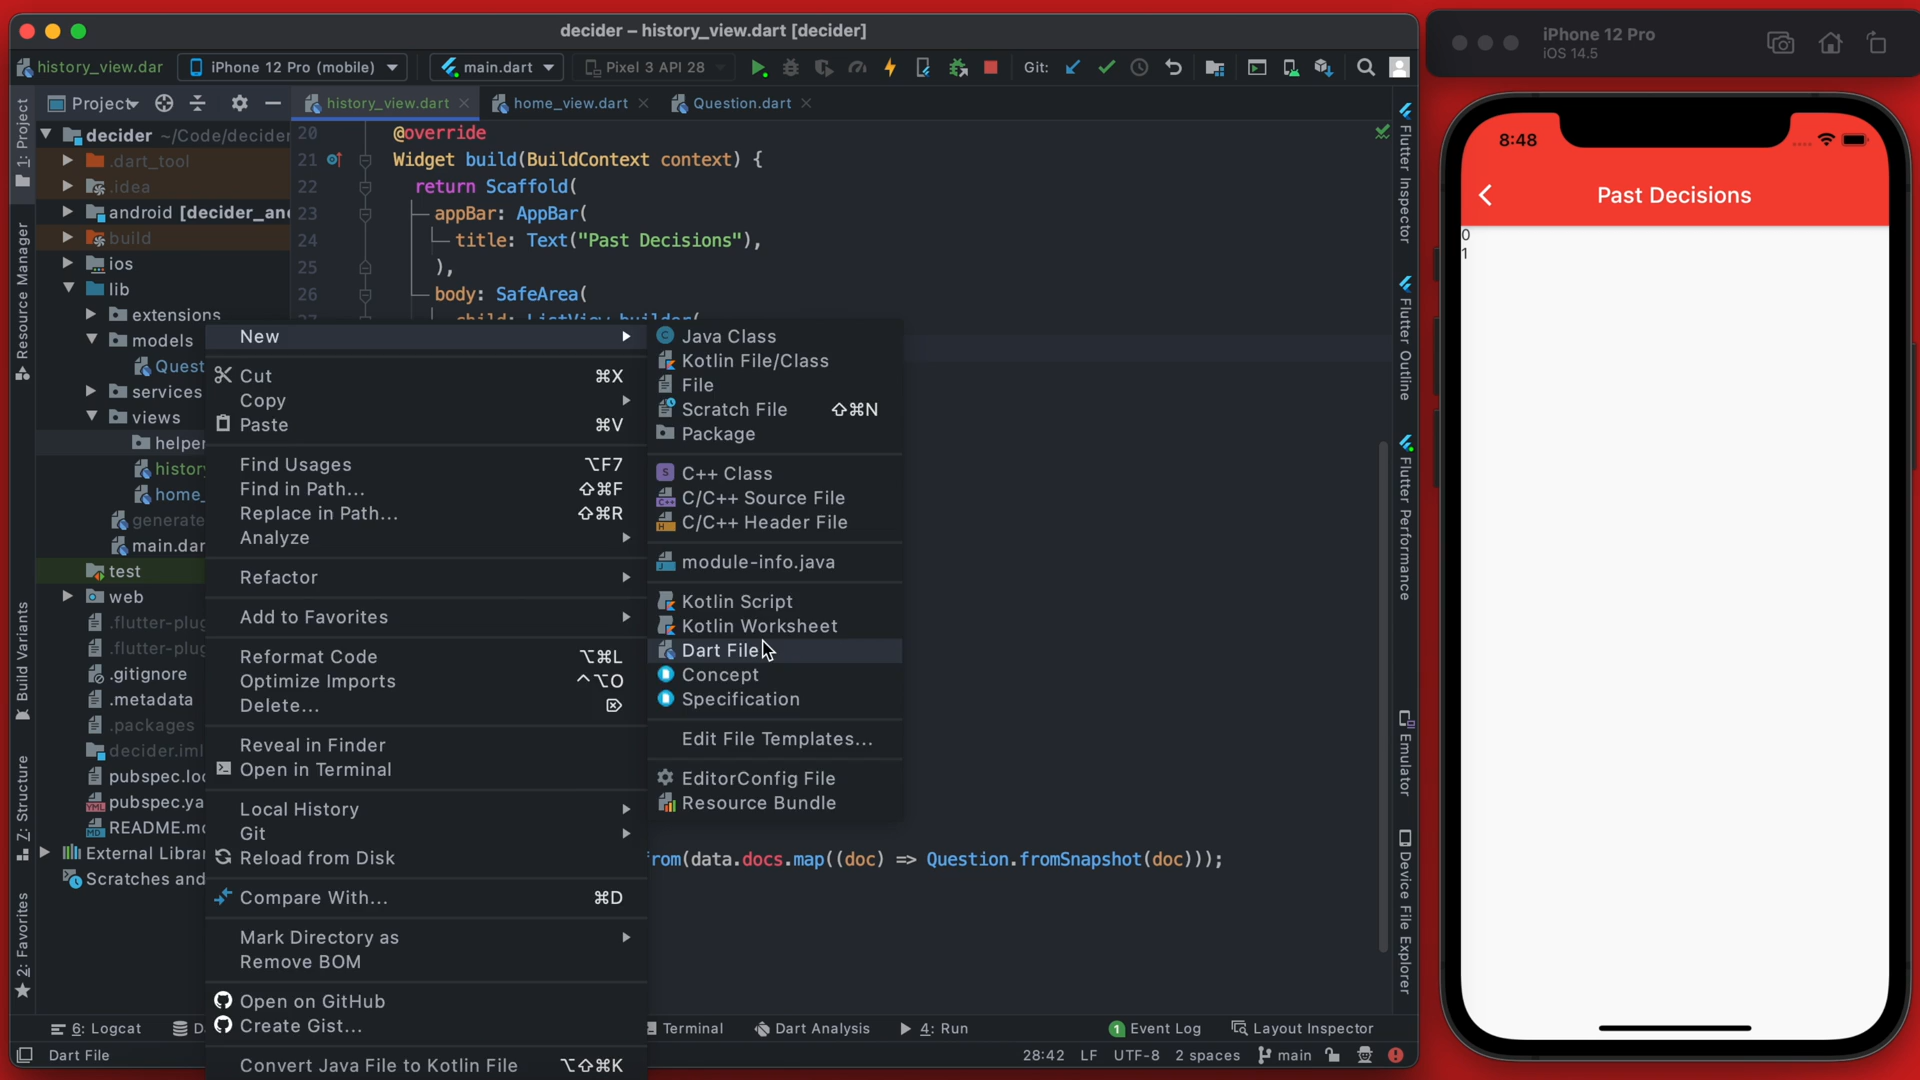 decider – history_view.dart [decider]
history_view.dar
iPhone 12 Pro (mobile)
main.dart
Pixel 3 API 28
Git:
Project
history_view.dart
home_view.dart
Question.dart
1: Project
Resource Manager
Build Variants
7: Structure
2: Favorites
decider ~/Code/decider
.dart_tool
.idea
android [decider_an
build
ios
lib
extensions
models
Quest
services
views
helper
history
home_
generate
main.dar
test
web
.flutter-plug
.flutter-plug
.gitignore
.metadata
.packages
decider.iml
pubspec.loc
pubspec.ya
README.m
External Librar
Scratches and
20 @override
21 Widget build(BuildContext context) {
22 return Scaffold(
23 appBar: AppBar(
24 title: Text("Past Decisions"),
25 ),
26 body: SafeArea(
child: ListView.builder(
rom(data.docs.map((doc) => Question.fromSnapshot(doc)));
New
Cut ⌘X
Copy
Paste ⌘V
Find Usages ⌥F7
Find in Path... ⇧⌘F
Replace in Path... ⇧⌘R
Analyze
Refactor
Add to Favorites
Reformat Code ⌥⌘L
Optimize Imports ^⌥O
Delete... ⌦
Reveal in Finder
Open in Terminal
Local History
Git
Reload from Disk
Compare With... ⌘D
Mark Directory as
Remove BOM
Open on GitHub
Create Gist...
Convert Java File to Kotlin File ⌥⇧⌘K
Java Class
Kotlin File/Class
File
Scratch File ⇧⌘N
Package
C++ Class
C/C++ Source File
C/C++ Header File
module-info.java
Kotlin Script
Kotlin Worksheet
Dart File
Concept
Specification
Edit File Templates...
EditorConfig File
Resource Bundle
Flutter Inspector
Flutter Outline
Flutter Performance
Emulator
Device File Explorer
6: Logcat
D
Terminal
Dart Analysis
4: Run
1 Event Log
Layout Inspector
Dart File
28:42 LF UTF-8 2 spaces main
iPhone 12 Pro
iOS 14.5
8:48
Past Decisions
0
1